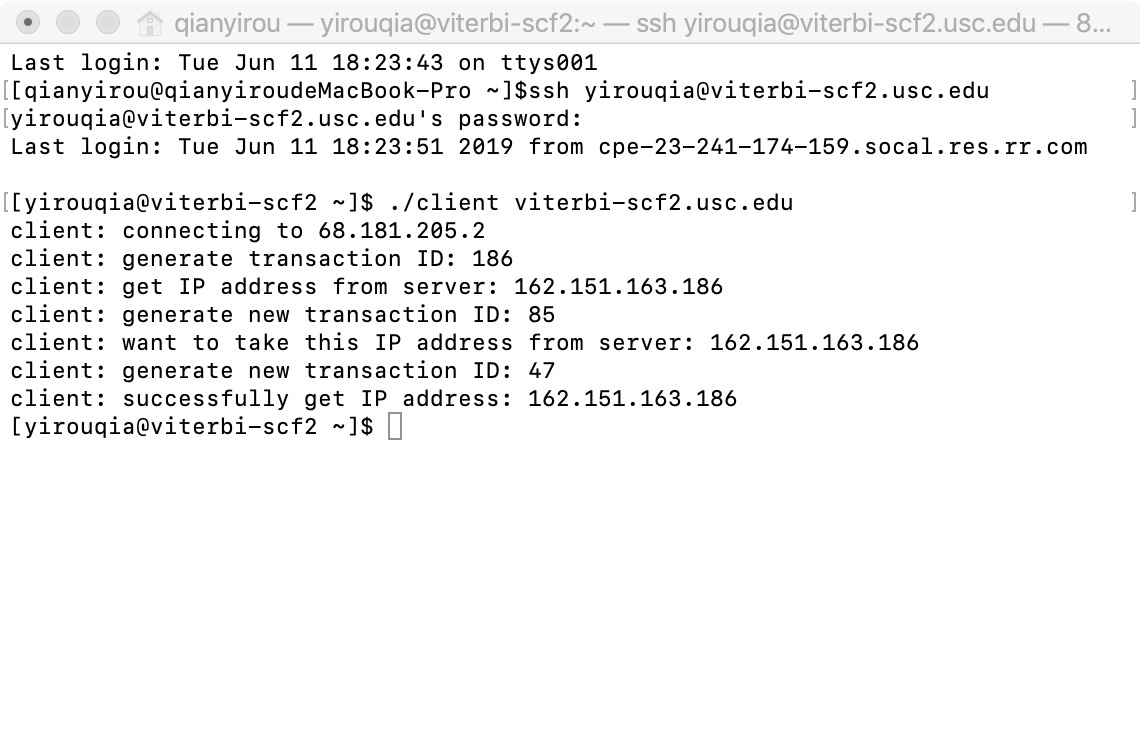 qianyirou — yirouqia@viterbi-scf2:~ — ssh yirouqia@viterbi-scf2.usc.edu — 8...
Last login: Tue Jun 11 18:23:43 on ttys001
[[qianyirou@qianyiroudeMacBook-Pro ~]$ssh yirouqia@viterbi-scf2.usc.edu ]
[yirouqia@viterbi-scf2.usc.edu's password: ]
Last login: Tue Jun 11 18:23:51 2019 from cpe-23-241-174-159.socal.res.rr.com
[[yirouqia@viterbi-scf2 ~]$ ./client viterbi-scf2.usc.edu ]
client: connecting to 68.181.205.2
client: generate transaction ID: 186
client: get IP address from server: 162.151.163.186
client: generate new transaction ID: 85
client: want to take this IP address from server: 162.151.163.186
client: generate new transaction ID: 47
client: successfully get IP address: 162.151.163.186
[yirouqia@viterbi-scf2 ~]$